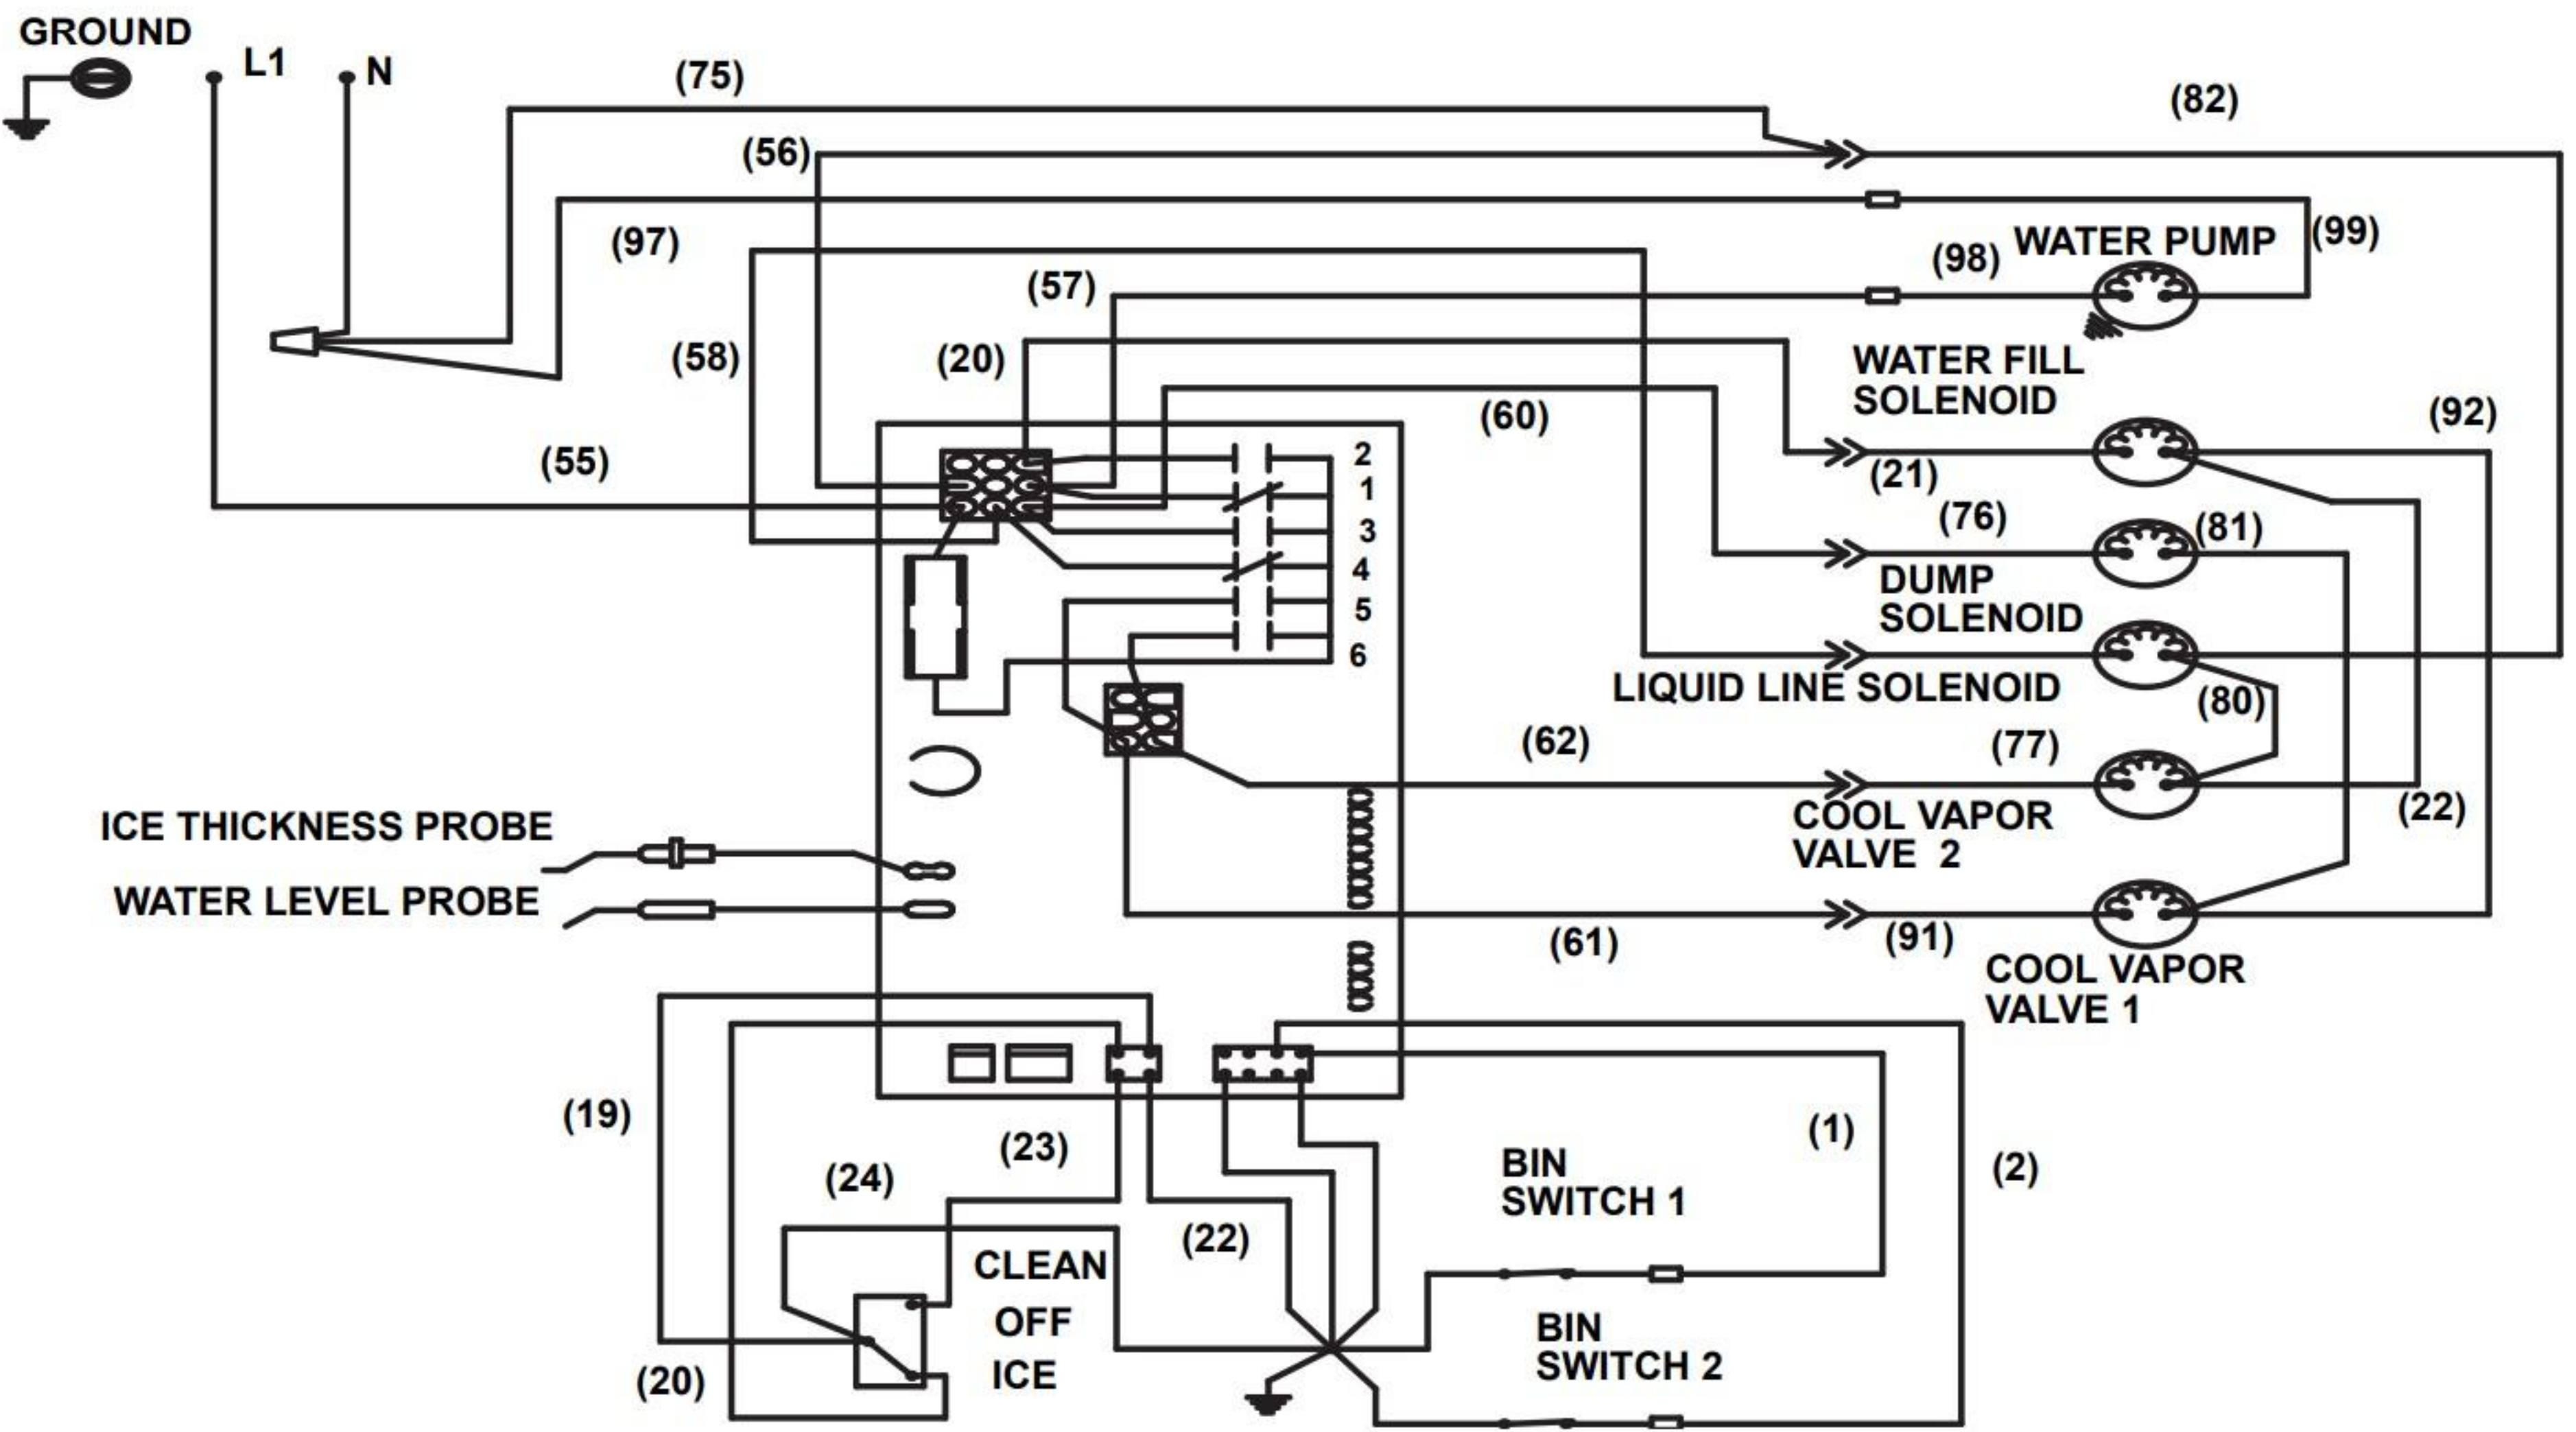 GROUND
L1
N
(75)
(82)
(56)
(97)
WATER PUMP
(99)
(98)
(57)
(58)
(20)
WATER FILL
SOLENOID
(60)
(92)
(55)
2
1
3
4
5
6
(21)
(76)
(81)
DUMP
SOLENOID
LIQUID LINE SOLENOID
(80)
(62)
(77)
COOL VAPOR
VALVE 2
(22)
ICE THICKNESS PROBE
WATER LEVEL PROBE
(61)
(91)
COOL VAPOR
VALVE 1
(19)
(23)
(24)
(1)
(2)
BIN
SWITCH 1
(22)
CLEAN
OFF
ICE
(20)
BIN
SWITCH 2